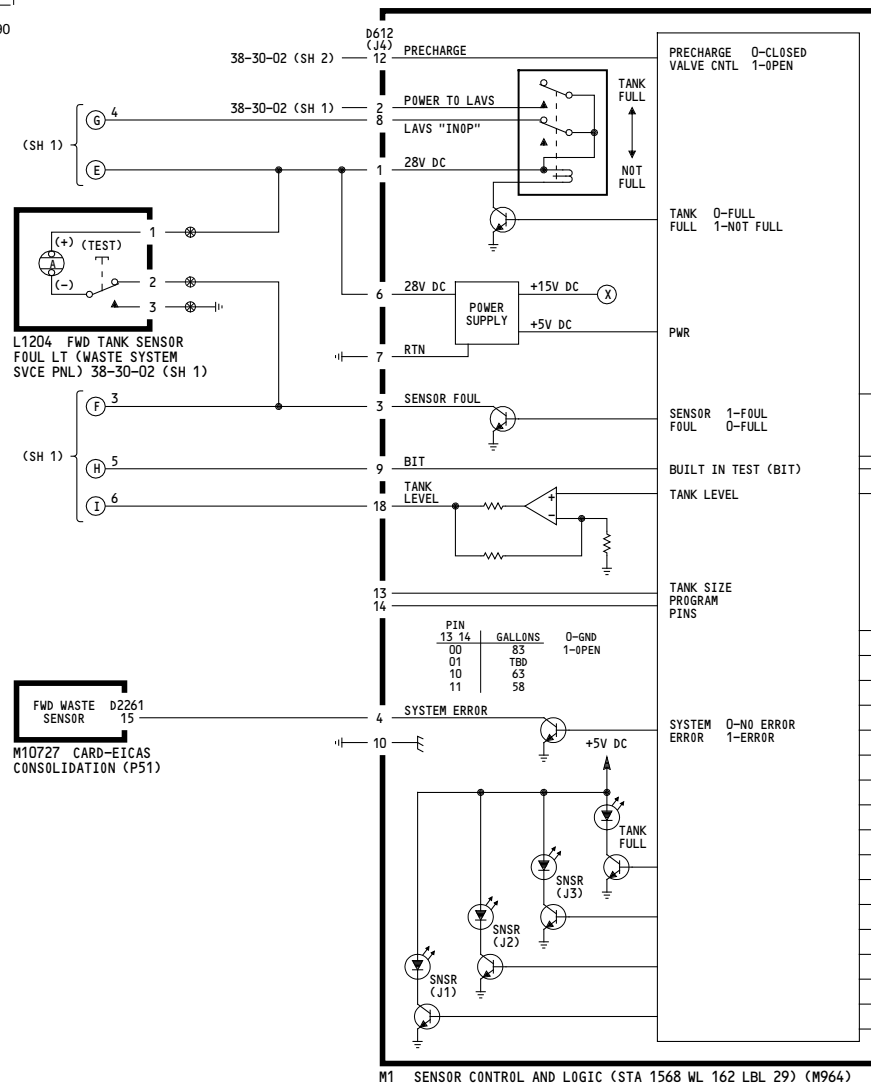 90
D612
(J4)
38-30-02 (SH 2) 12 PRECHARGE
PRECHARGE 0-CLOSED
VALVE CNTL 1-OPEN
38-30-02 (SH 1) 2 POWER TO LAVS
G 4 8 LAVS "INOP"
(SH 1)
E 1 28V DC
TANK
FULL
NOT
FULL
TANK 0-FULL
FULL 1-NOT FULL
(+) (TEST) 1
A
(-) 2
3
L1204 FWD TANK SENSOR
FOUL LT (WASTE SYSTEM
SVCE PNL) 38-30-02 (SH 1)
6 28V DC
POWER
SUPPLY
+15V DC X
+5V DC PWR
7 RTN
F 3 3 SENSOR FOUL
SENSOR 1-FOUL
FOUL 0-FULL
(SH 1)
H 5 9 BIT BUILT IN TEST (BIT)
I 6 18 TANK
LEVEL
+
-
TANK LEVEL
13
14
TANK SIZE
PROGRAM
PINS
PIN
13 14 GALLONS 0-GND
00 83 1-OPEN
01 TBD
10 63
11 58
FWD WASTE D2261
SENSOR 15
4 SYSTEM ERROR
SYSTEM 0-NO ERROR
ERROR 1-ERROR
M10727 CARD-EICAS
CONSOLIDATION (P51)
10
+5V DC
TANK
FULL
SNSR
(J3)
SNSR
(J2)
SNSR
(J1)
M1 SENSOR CONTROL AND LOGIC (STA 1568 WL 162 LBL 29) (M964)